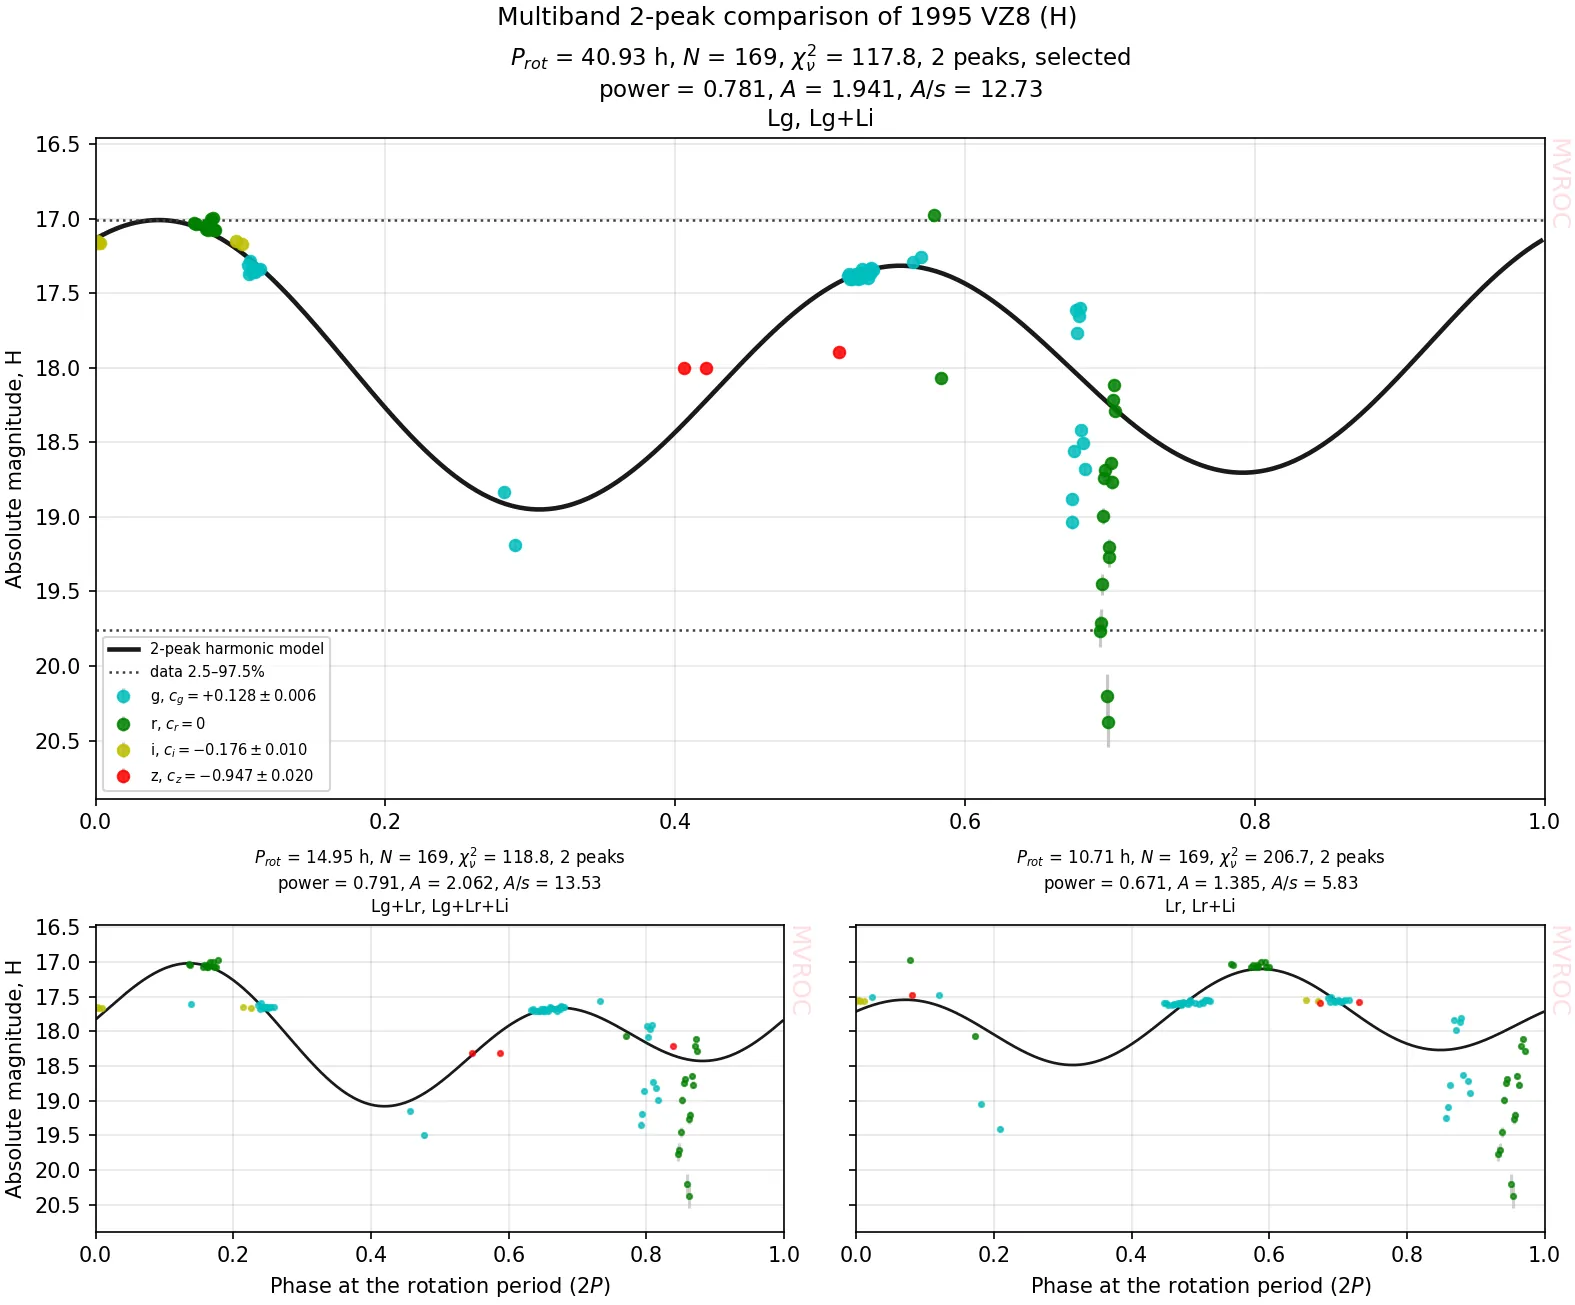 Multiband 2-peak comparison of 1995 VZ8 (H)
P_rot = 40.93 h, N = 169, χ²_ν = 117.8, 2 peaks, selected
power = 0.781, A = 1.941, A/s = 12.73
Lg, Lg+Li
MVROC
Absolute magnitude, H
16.5
17.0
17.5
18.0
18.5
19.0
19.5
20.0
20.5
2-peak harmonic model
data 2.5–97.5%
g, c_g = +0.128 ± 0.006
r, c_r = 0
i, c_i = −0.176 ± 0.010
z, c_z = −0.947 ± 0.020
0.0 0.2 0.4 0.6 0.8 1.0
P_rot = 14.95 h, N = 169, χ²_ν = 118.8, 2 peaks
power = 0.791, A = 2.062, A/s = 13.53
Lg+Lr, Lg+Lr+Li
MVROC
Absolute magnitude, H
16.5
17.0
17.5
18.0
18.5
19.0
19.5
20.0
20.5
0.0 0.2 0.4 0.6 0.8 1.0
Phase at the rotation period (2P)
P_rot = 10.71 h, N = 169, χ²_ν = 206.7, 2 peaks
power = 0.671, A = 1.385, A/s = 5.83
Lr, Lr+Li
MVROC
0.0 0.2 0.4 0.6 0.8 1.0
Phase at the rotation period (2P)